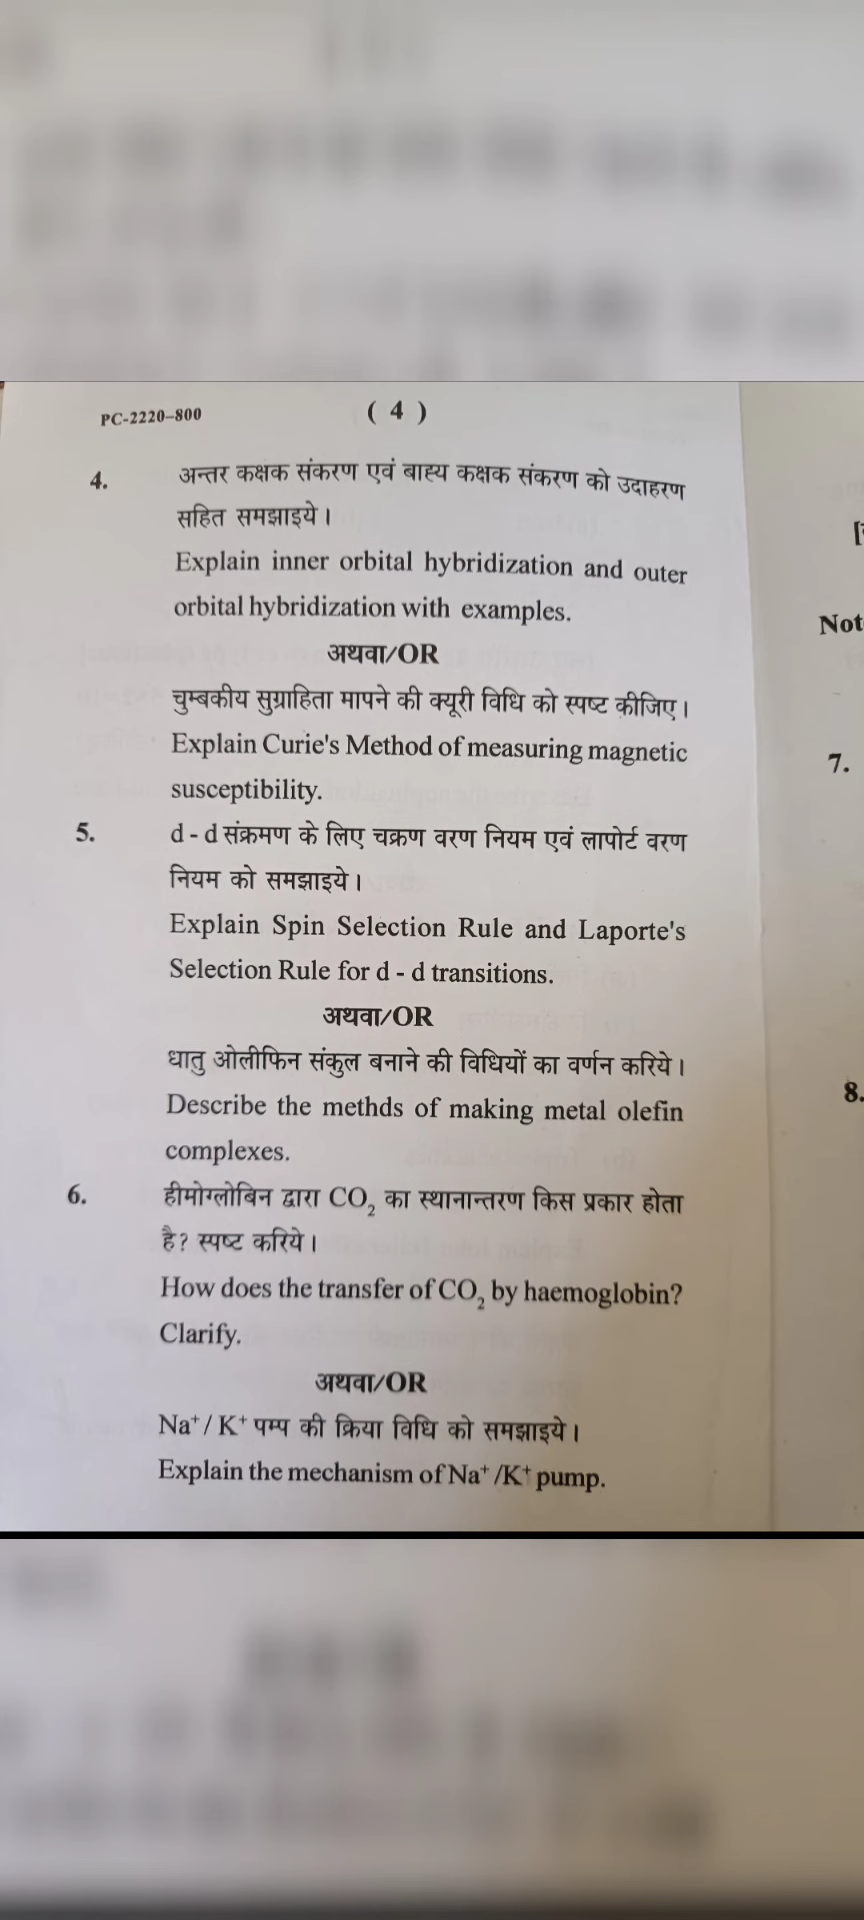 PC-2220-800
( 4 )
4. अन्तर कक्षक संकरण एवं बाह्य कक्षक संकरण को उदाहरण
सहित समझाइये।
Explain inner orbital hybridization and outer
orbital hybridization with examples.
अथवा/OR
चुम्बकीय सुग्राहिता मापने की क्यूरी विधि को स्पष्ट कीजिए।
Explain Curie's Method of measuring magnetic
susceptibility.
5. d - d संक्रमण के लिए चक्रण वरण नियम एवं लापोर्ट वरण
नियम को समझाइये।
Explain Spin Selection Rule and Laporte's
Selection Rule for d - d transitions.
अथवा/OR
धातु ओलीफिन संकुल बनाने की विधियों का वर्णन करिये।
Describe the methds of making metal olefin
complexes.
6. हीमोग्लोबिन द्वारा CO₂ का स्थानान्तरण किस प्रकार होता
है? स्पष्ट करिये।
How does the transfer of CO₂ by haemoglobin?
Clarify.
अथवा/OR
Na⁺ / K⁺ पम्प की क्रिया विधि को समझाइये।
Explain the mechanism of Na⁺ /K⁺ pump.
Not
7.
8.